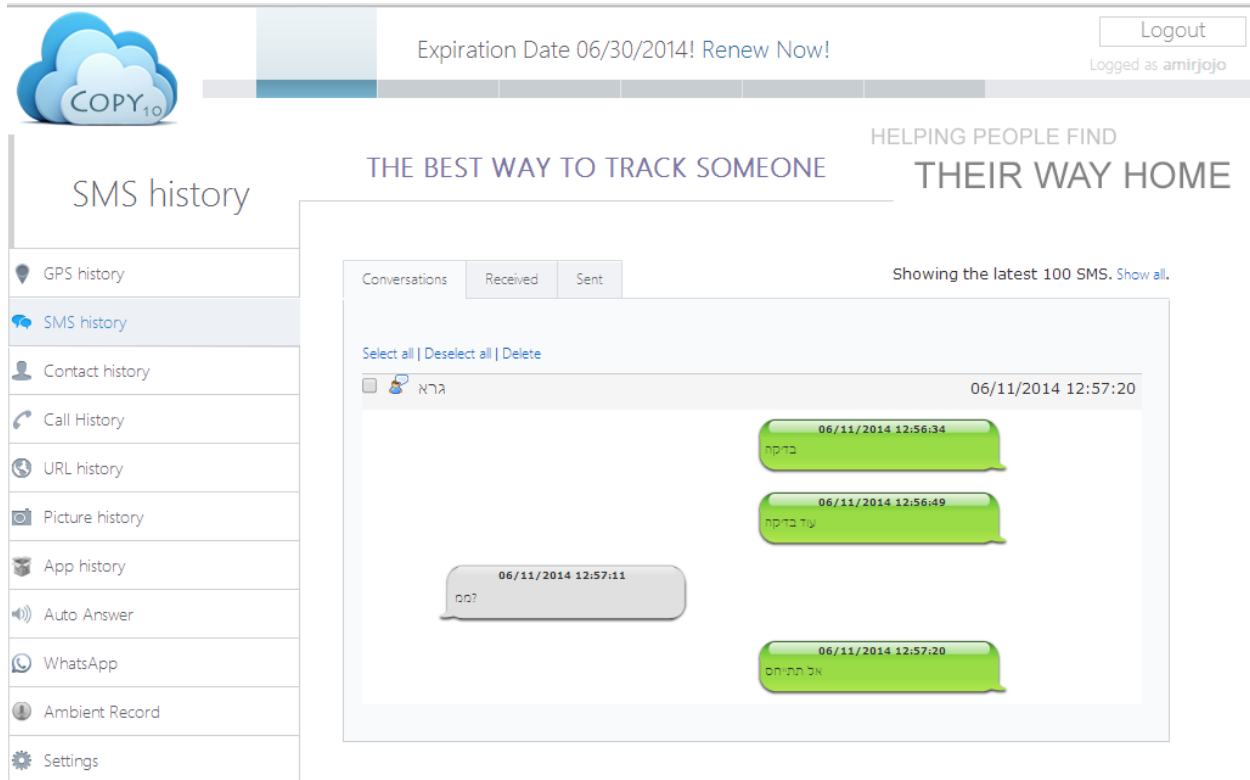 COPY10
Expiration Date 06/30/2014! Renew Now!
Logout
Logged as amirjojo
SMS history
THE BEST WAY TO TRACK SOMEONE
HELPING PEOPLE FIND
THEIR WAY HOME
GPS history
SMS history
Contact history
Call History
URL history
Picture history
App history
Auto Answer
WhatsApp
Ambient Record
Settings
Conversations
Received
Sent
Showing the latest 100 SMS. Show all.
Select all | Deselect all | Delete
גרא
06/11/2014 12:57:20
06/11/2014 12:56:34
בדיקה
06/11/2014 12:56:49
עוד בדיקה
06/11/2014 12:57:11
?ממ
06/11/2014 12:57:20
אל תתייחס